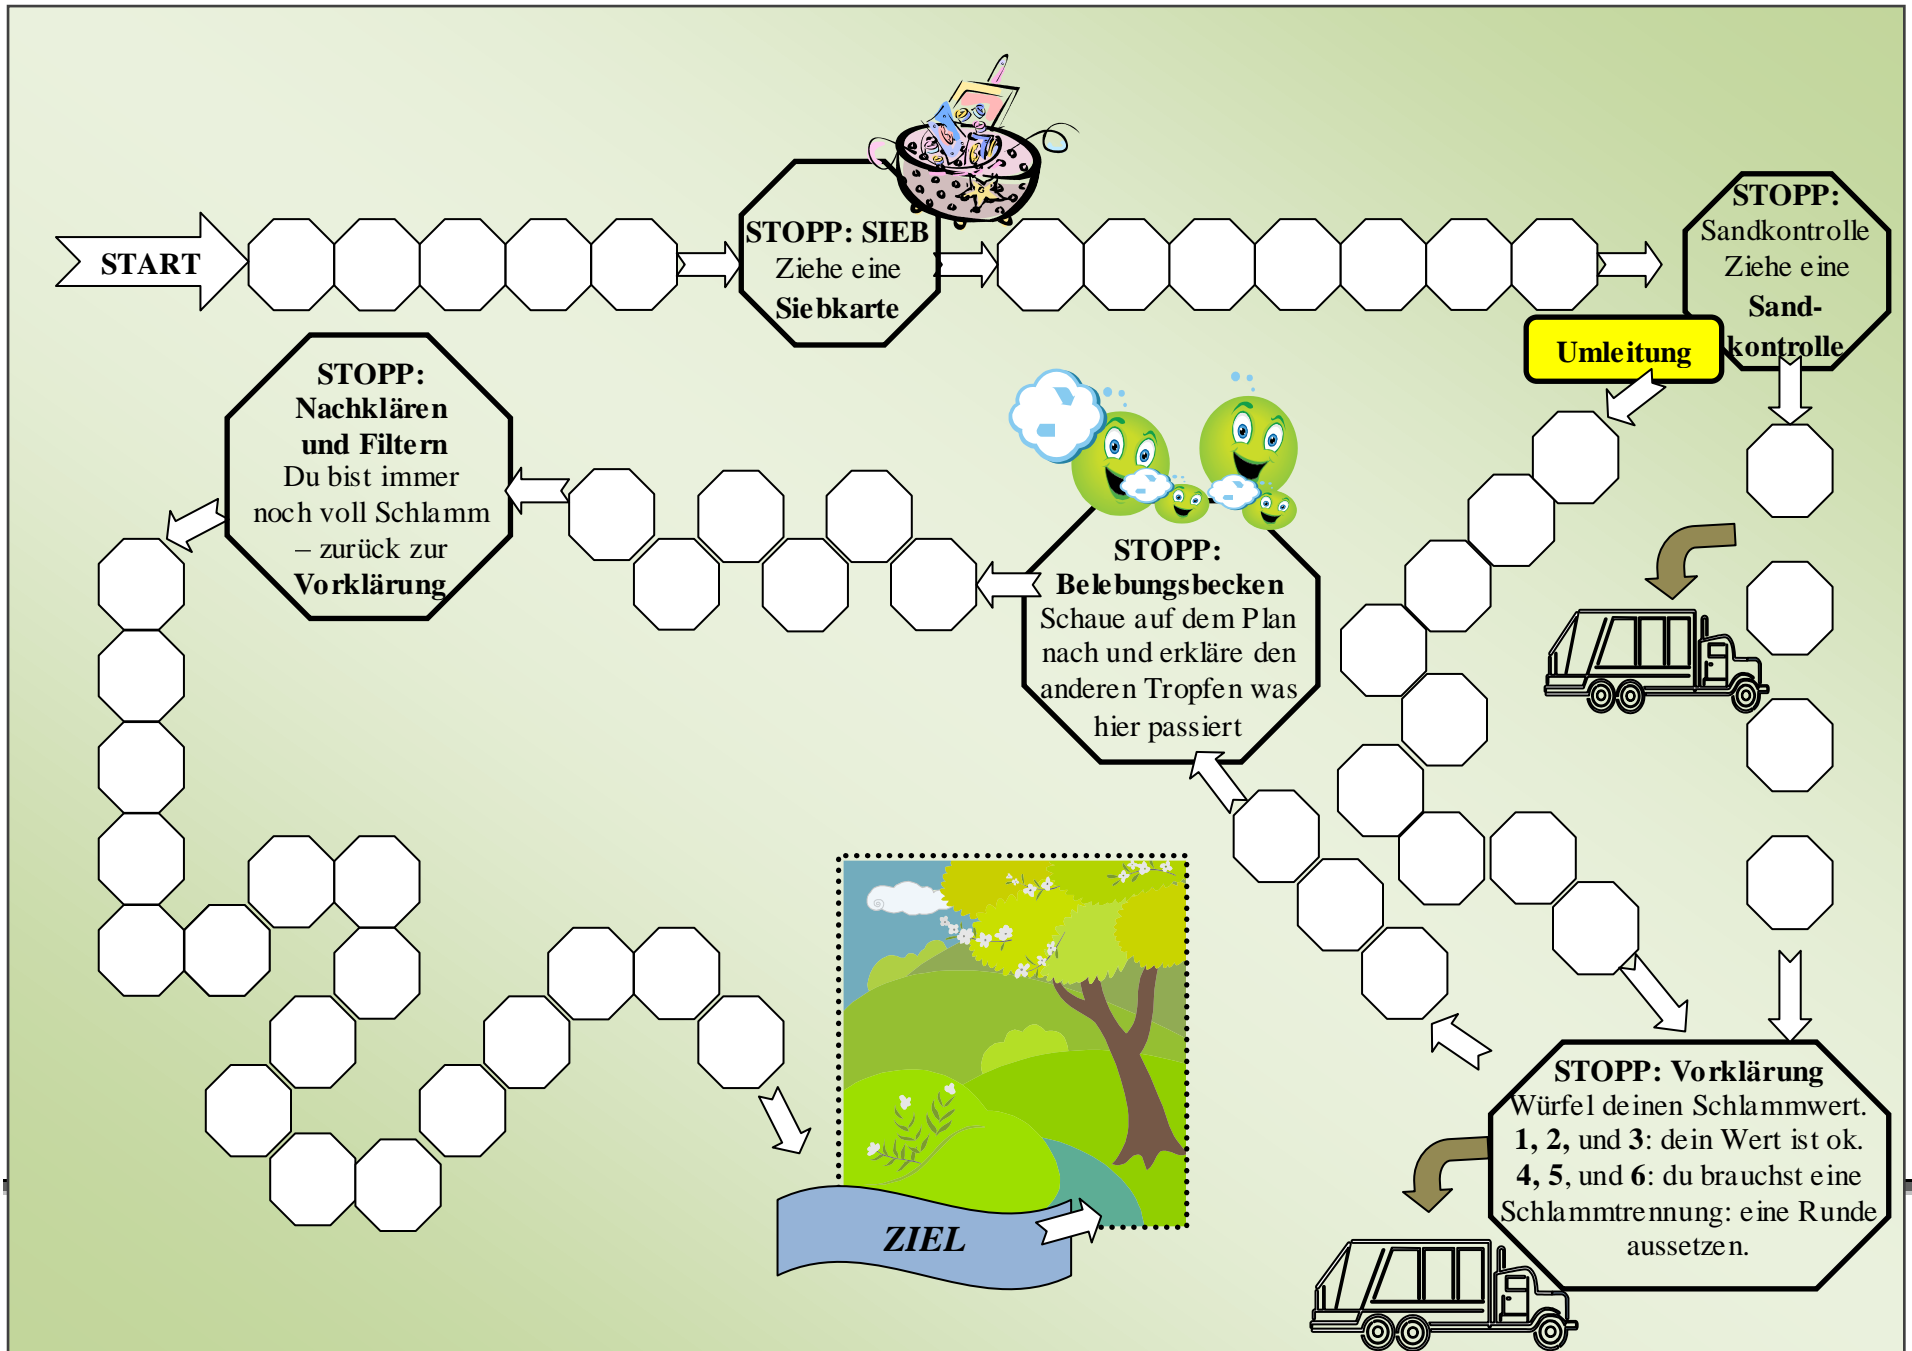 START
STOPP: SIEB
Ziehe eine
Siebkarte
STOPP:
Sandkontrolle
Ziehe eine
Sand-
kontrolle
Umleitung
STOPP:
Nachklären
und Filtern
Du bist immer
noch voll Schlamm
– zurück zur
Vorklärung
STOPP:
Belebungsbecken
Schaue auf dem Plan
nach und erkläre den
anderen Tropfen was
hier passiert
STOPP: Vorklärung
Würfel deinen Schlammwert.
1, 2, und 3: dein Wert ist ok.
4, 5, und 6: du brauchst eine
Schlammtrennung: eine Runde
aussetzen.
ZIEL